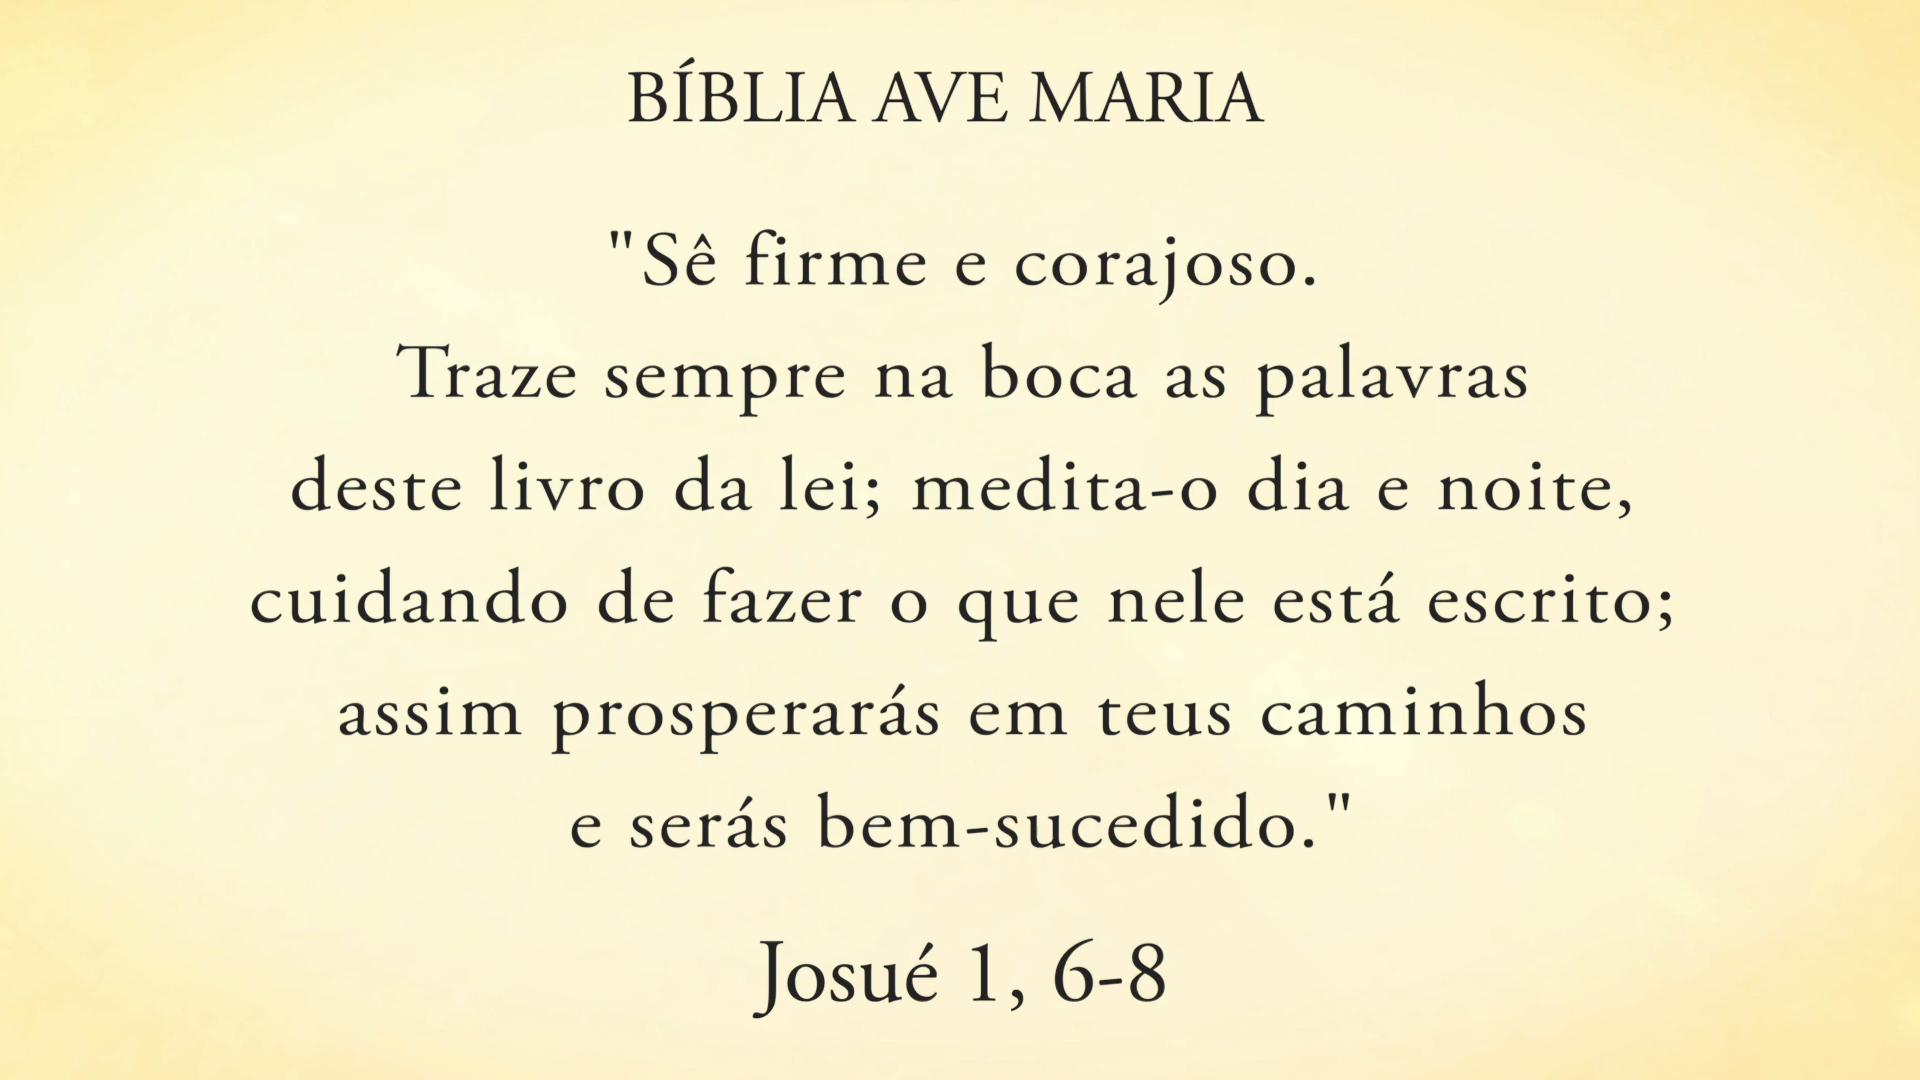 BÍBLIA AVE MARIA
"Sê firme e corajoso.
Traze sempre na boca as palavras
deste livro da lei; medita-o dia e noite,
cuidando de fazer o que nele está escrito;
assim prosperarás em teus caminhos
e serás bem-sucedido."
Josué 1, 6-8